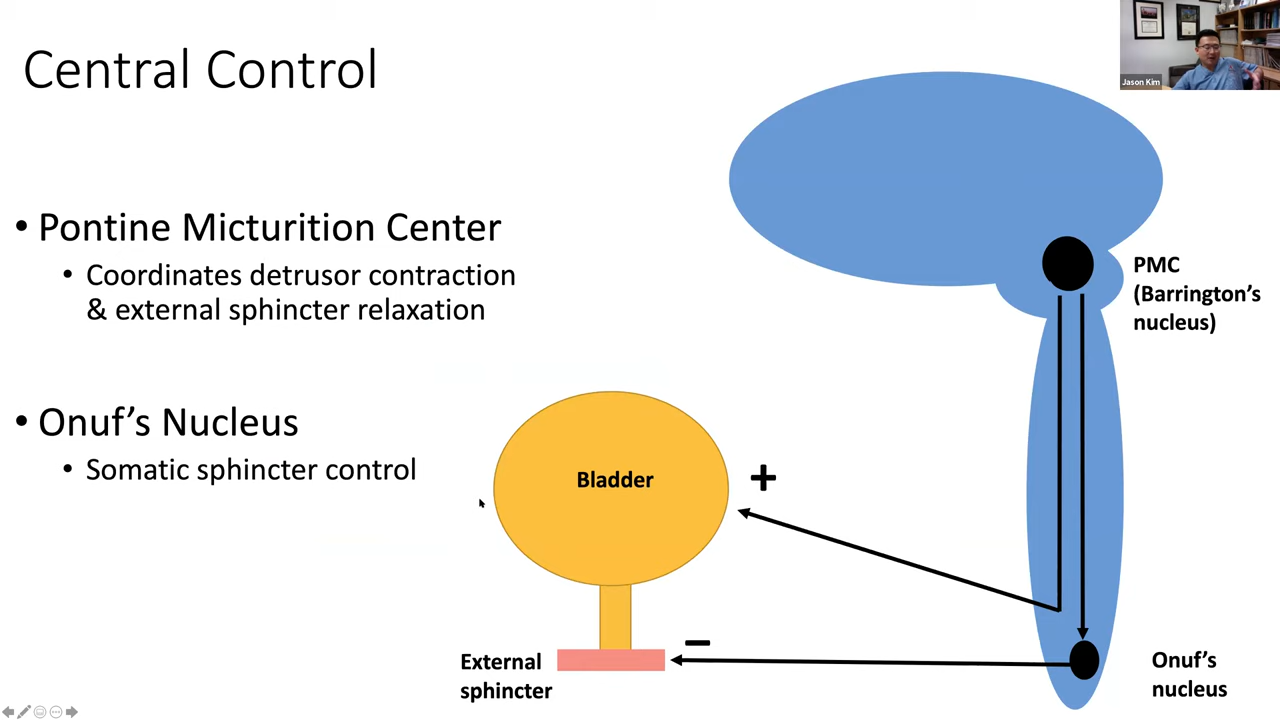 Central Control
Jason Kim
• Pontine Micturition Center
• Coordinates detrusor contraction
& external sphincter relaxation
• Onuf’s Nucleus
• Somatic sphincter control
PMC
(Barrington’s
nucleus)
Bladder
+
−
External
sphincter
Onuf’s
nucleus